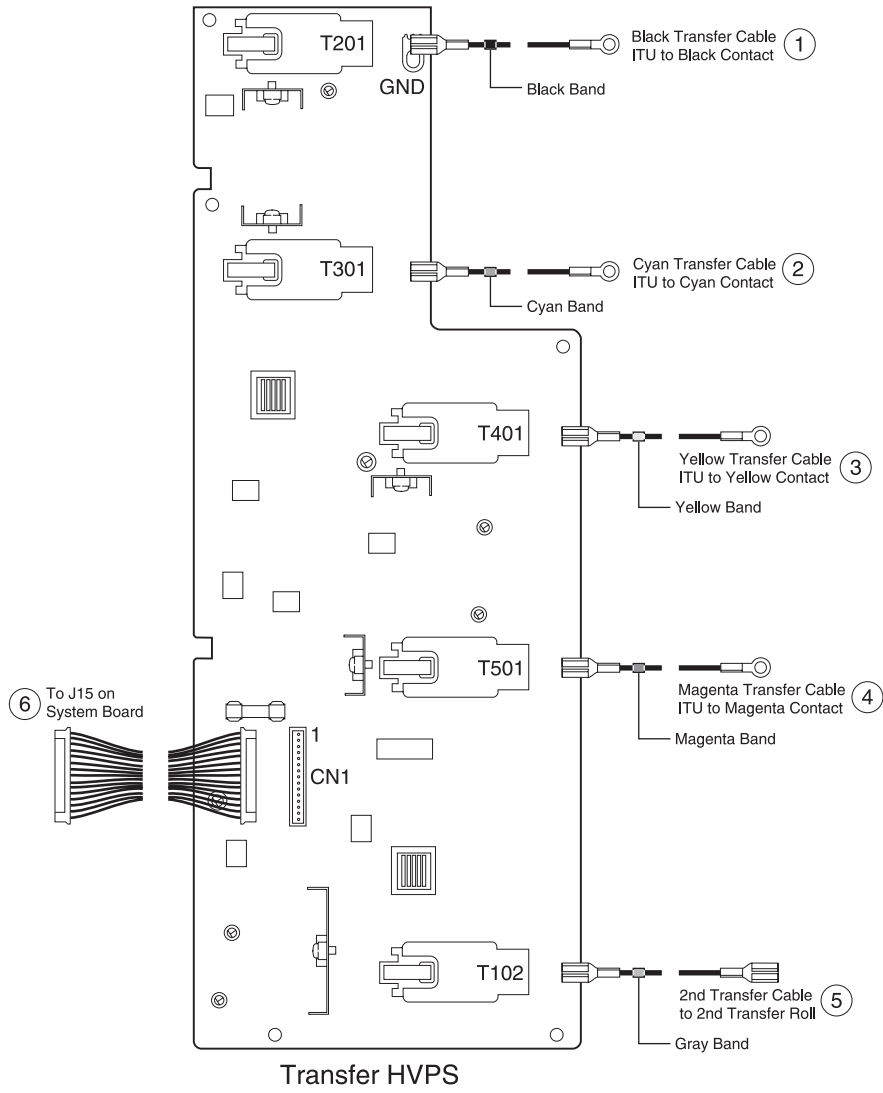 T201
GND
Black Transfer Cable
ITU to Black Contact
1
Black Band
T301
Cyan Transfer Cable
ITU to Cyan Contact
2
Cyan Band
T401
Yellow Transfer Cable
ITU to Yellow Contact
3
Yellow Band
T501
Magenta Transfer Cable
ITU to Magenta Contact
4
Magenta Band
6
To J15 on
System Board
1
CN1
T102
2nd Transfer Cable
to 2nd Transfer Roll
5
Gray Band
Transfer HVPS